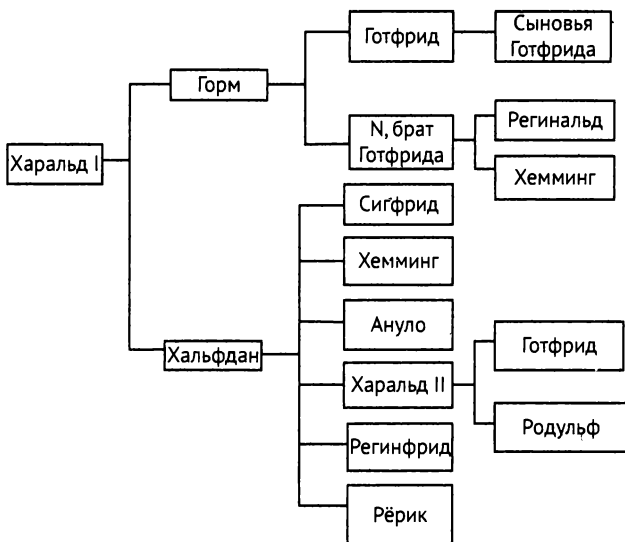 Готфрид
Сыновья
Готфрида
Горм
N, брат
Готфрида
Регинальд
Харальд I
Хемминг
Сигфрид
Хемминг
Ануло
Готфрид
Хальфдан
Харальд II
Родульф
Регинфрид
Рёрик